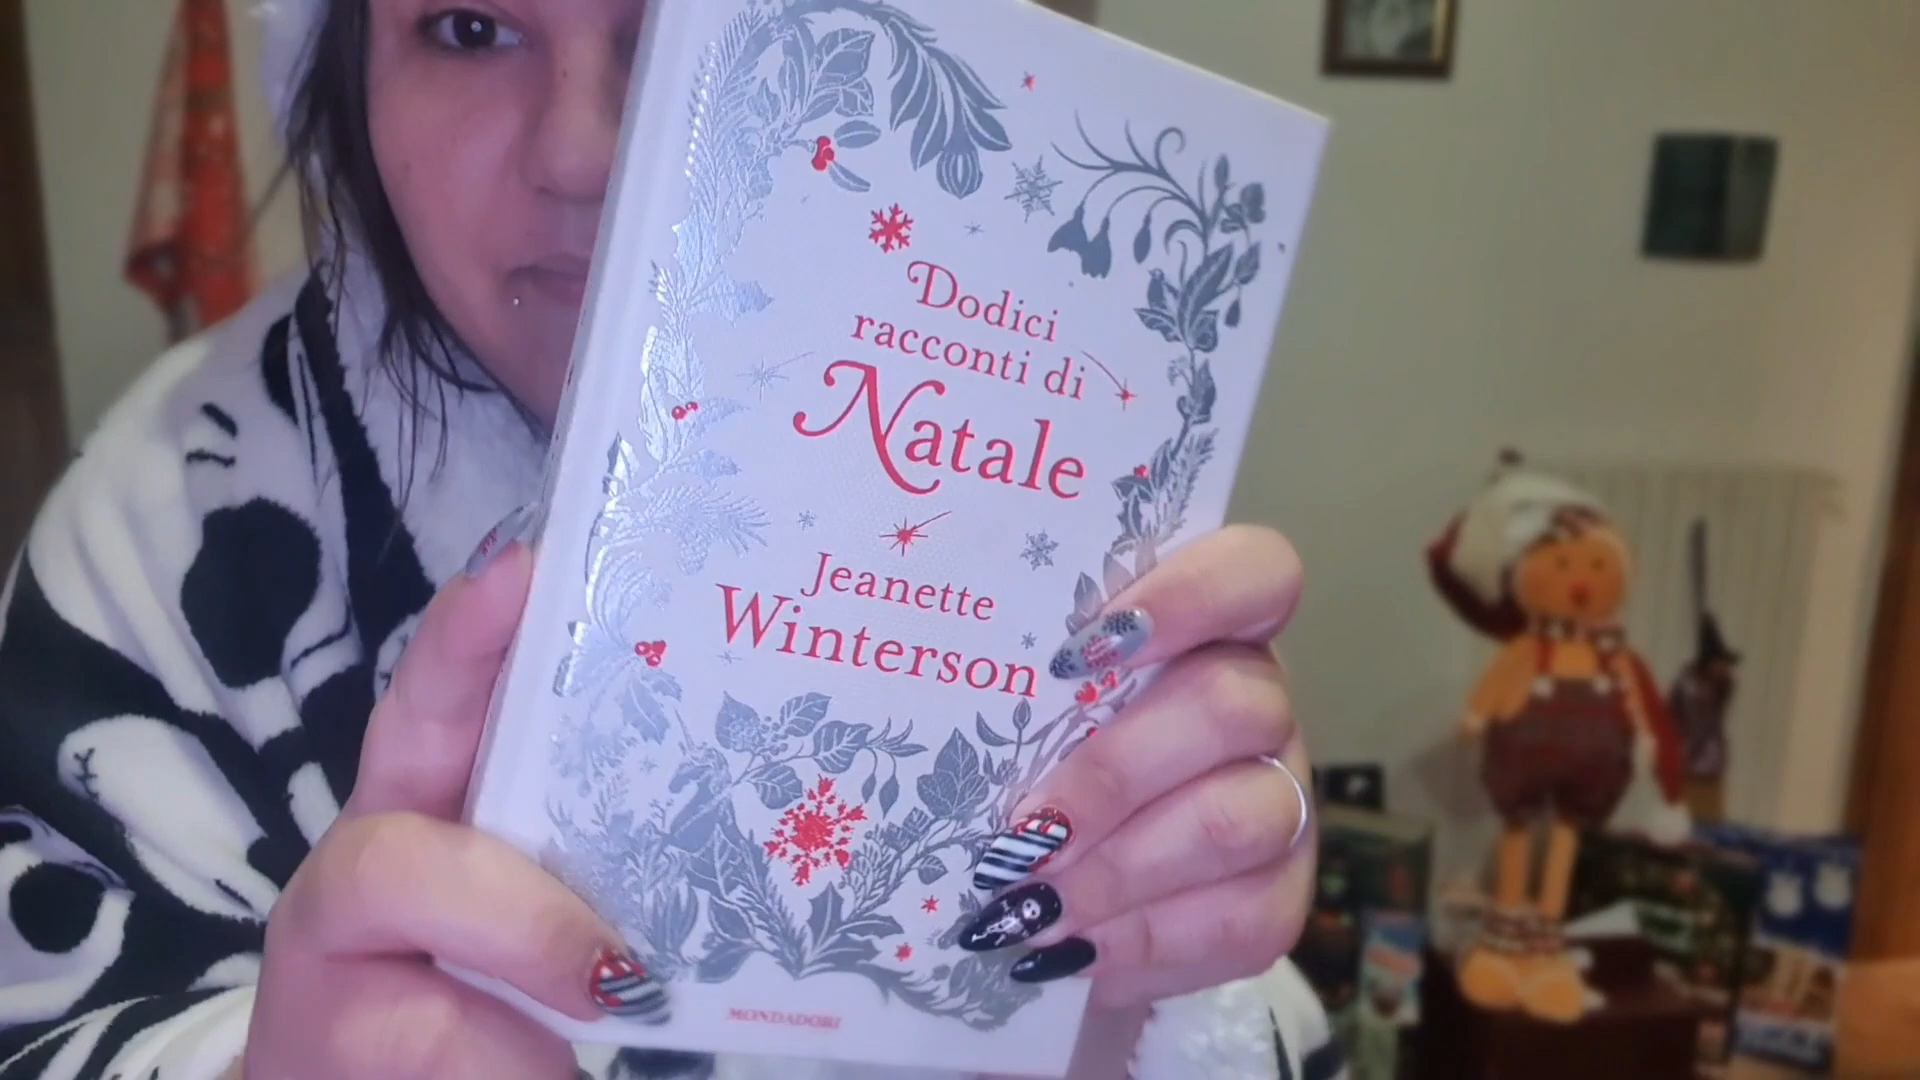 Dodici
racconti di
Natale
Jeanette
Winterson
MONDADORI